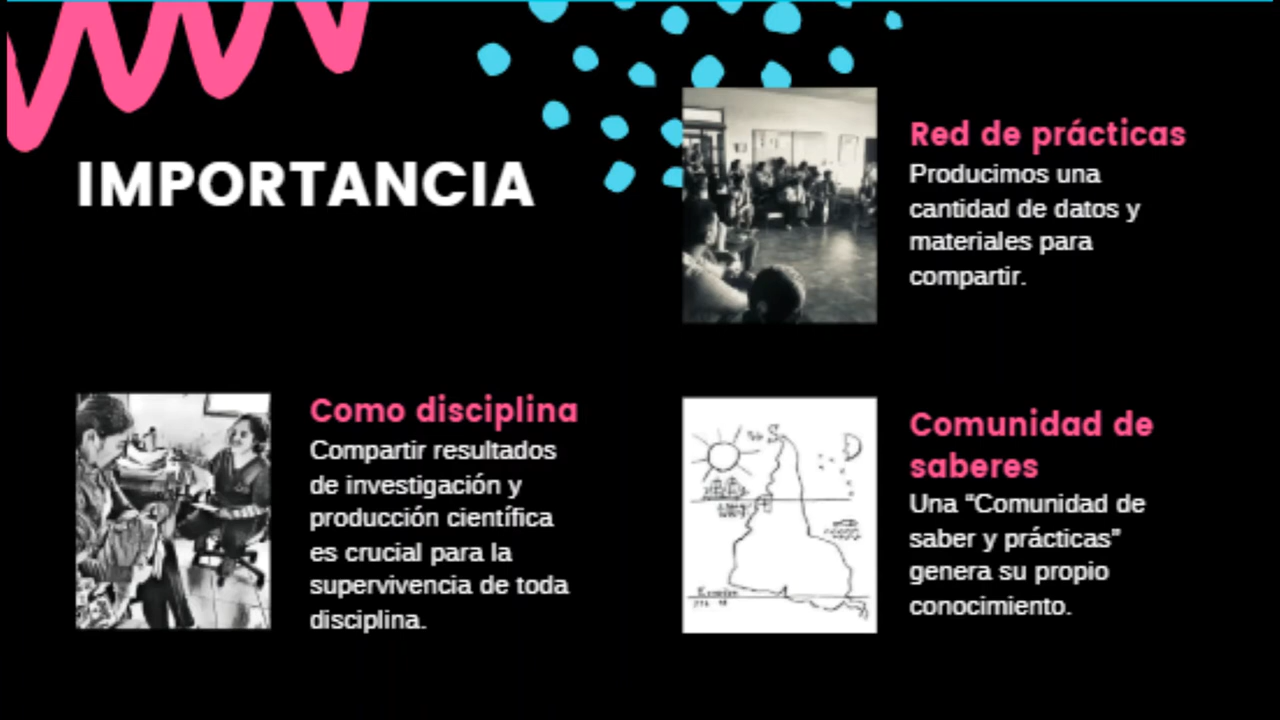 IMPORTANCIA
Red de prácticas
Producimos una
cantidad de datos y
materiales para
compartir.
Como disciplina
Compartir resultados
de investigación y
producción científica
es crucial para la
supervivencia de toda
disciplina.
Comunidad de
saberes
Una “Comunidad de
saber y prácticas”
genera su propio
conocimiento.
S